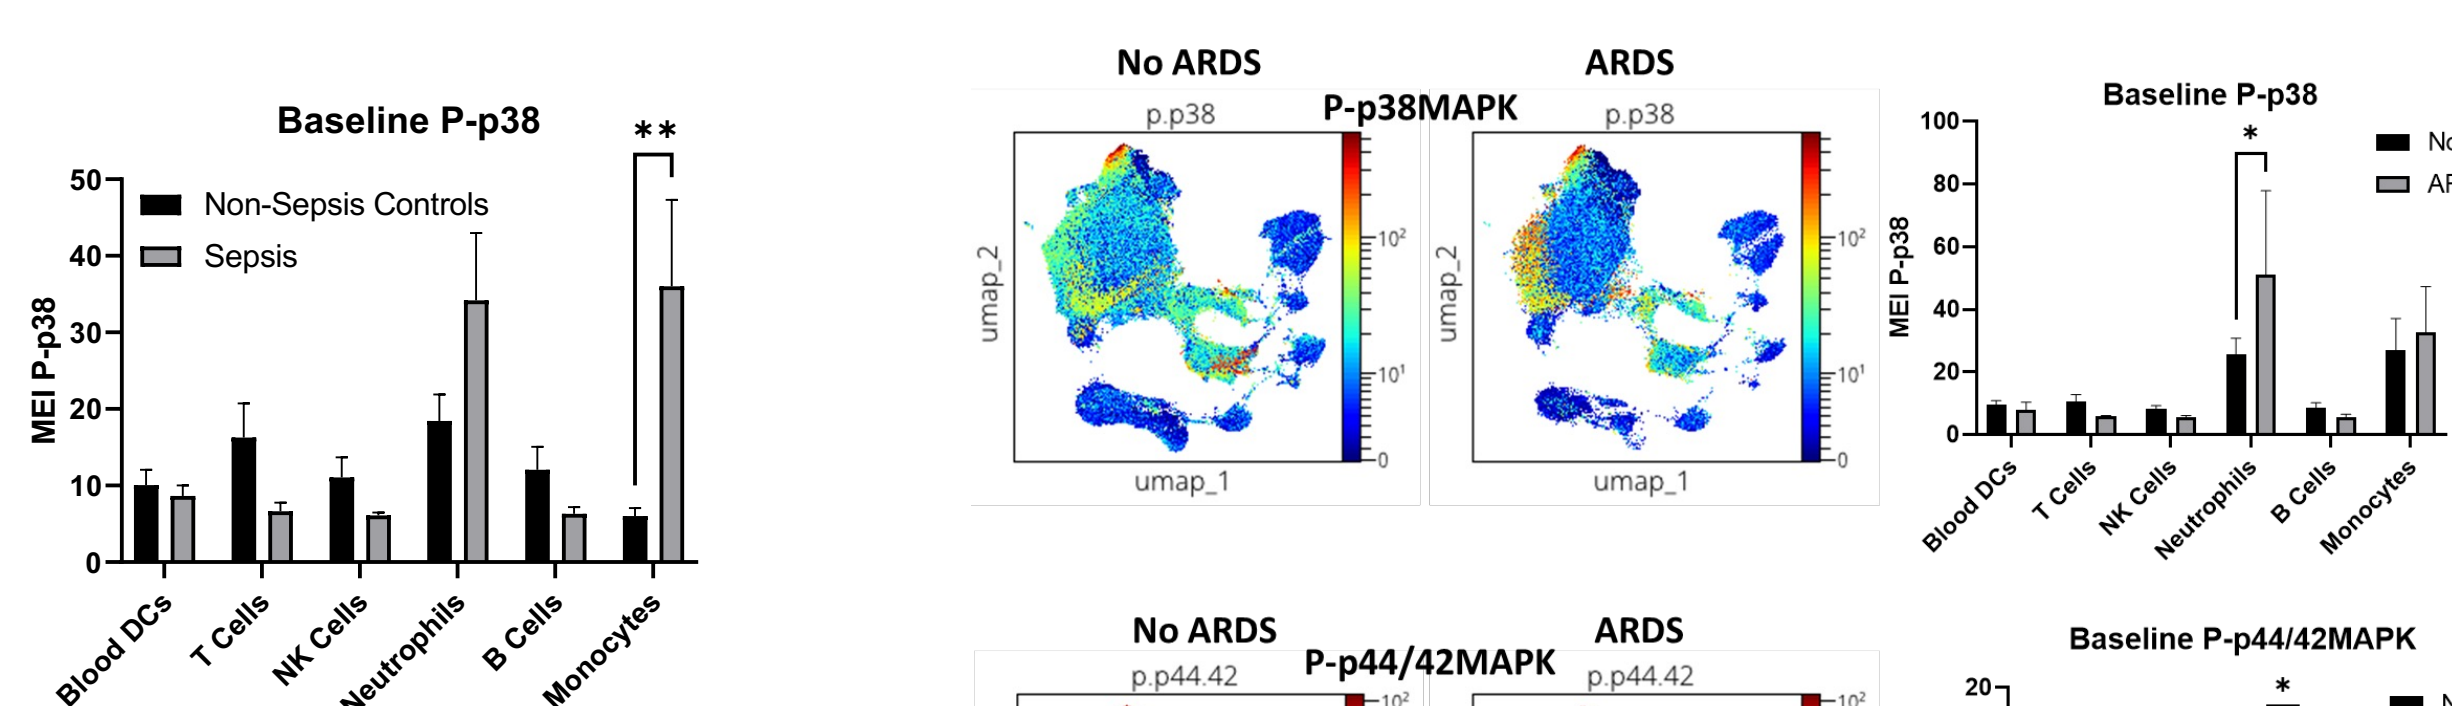 Baseline P-p38
**
50
40
30
20
10
0
MEI P-p38
Non-Sepsis Controls
Sepsis
Blood DCs
T Cells
NK Cells
Neutrophils
B Cells
Monocytes
No ARDS
ARDS
P-p38MAPK
p.p38
p.p38
umap_2
umap_1
10²
10¹
0
umap_2
umap_1
10²
10¹
0
Baseline P-p38
*
100
80
60
40
20
0
MEI P-p38
Blood DCs
T Cells
NK Cells
Neutrophils
B Cells
Monocytes
No ARDS
ARDS
P-p44/42MAPK
p.p44.42
p.p44.42
10²
10²
Baseline P-p44/42MAPK
20
*